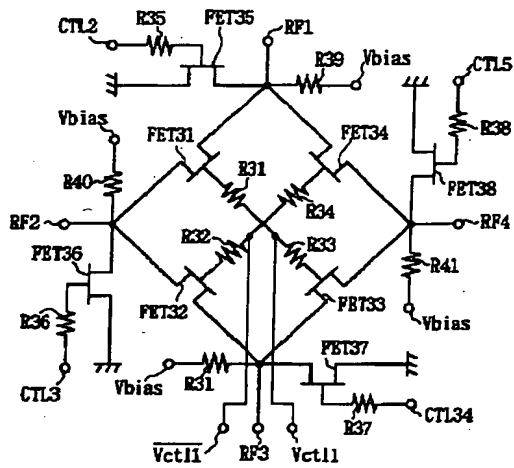 R35
FET35
CTL2
RF1
R39
Vbias
CTL5
Vbias
FET31
FET34
R38
R40
R31
R34
FET38
RF2
R32
R33
RF4
FET36
R41
FET32
FET33
R36
Vbias
CTL3
Vbias
R31
FET37
R37
CTL34
Vctl1
RF3
Vctl1